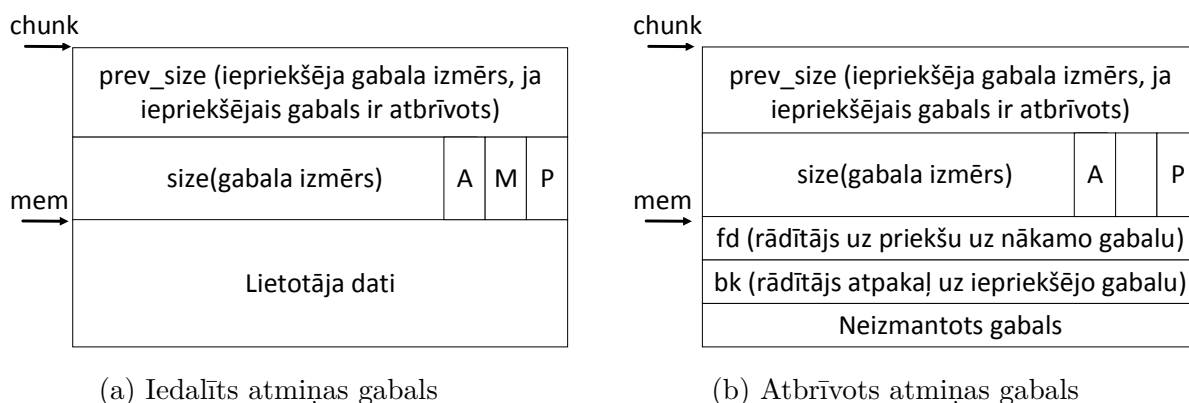 chunk
prev_size (iepriekšēja gabala izmērs, ja
iepriekšējais gabals ir atbrīvots)
size(gabala izmērs) A M P
mem
Lietotāja dati
(a) Iedalīts atmiņas gabals
chunk
prev_size (iepriekšēja gabala izmērs, ja
iepriekšējais gabals ir atbrīvots)
size(gabala izmērs) A P
mem
fd (rādītājs uz priekšu uz nākamo gabalu)
bk (rādītājs atpakaļ uz iepriekšējo gabalu)
Neizmantots gabals
(b) Atbrīvots atmiņas gabals